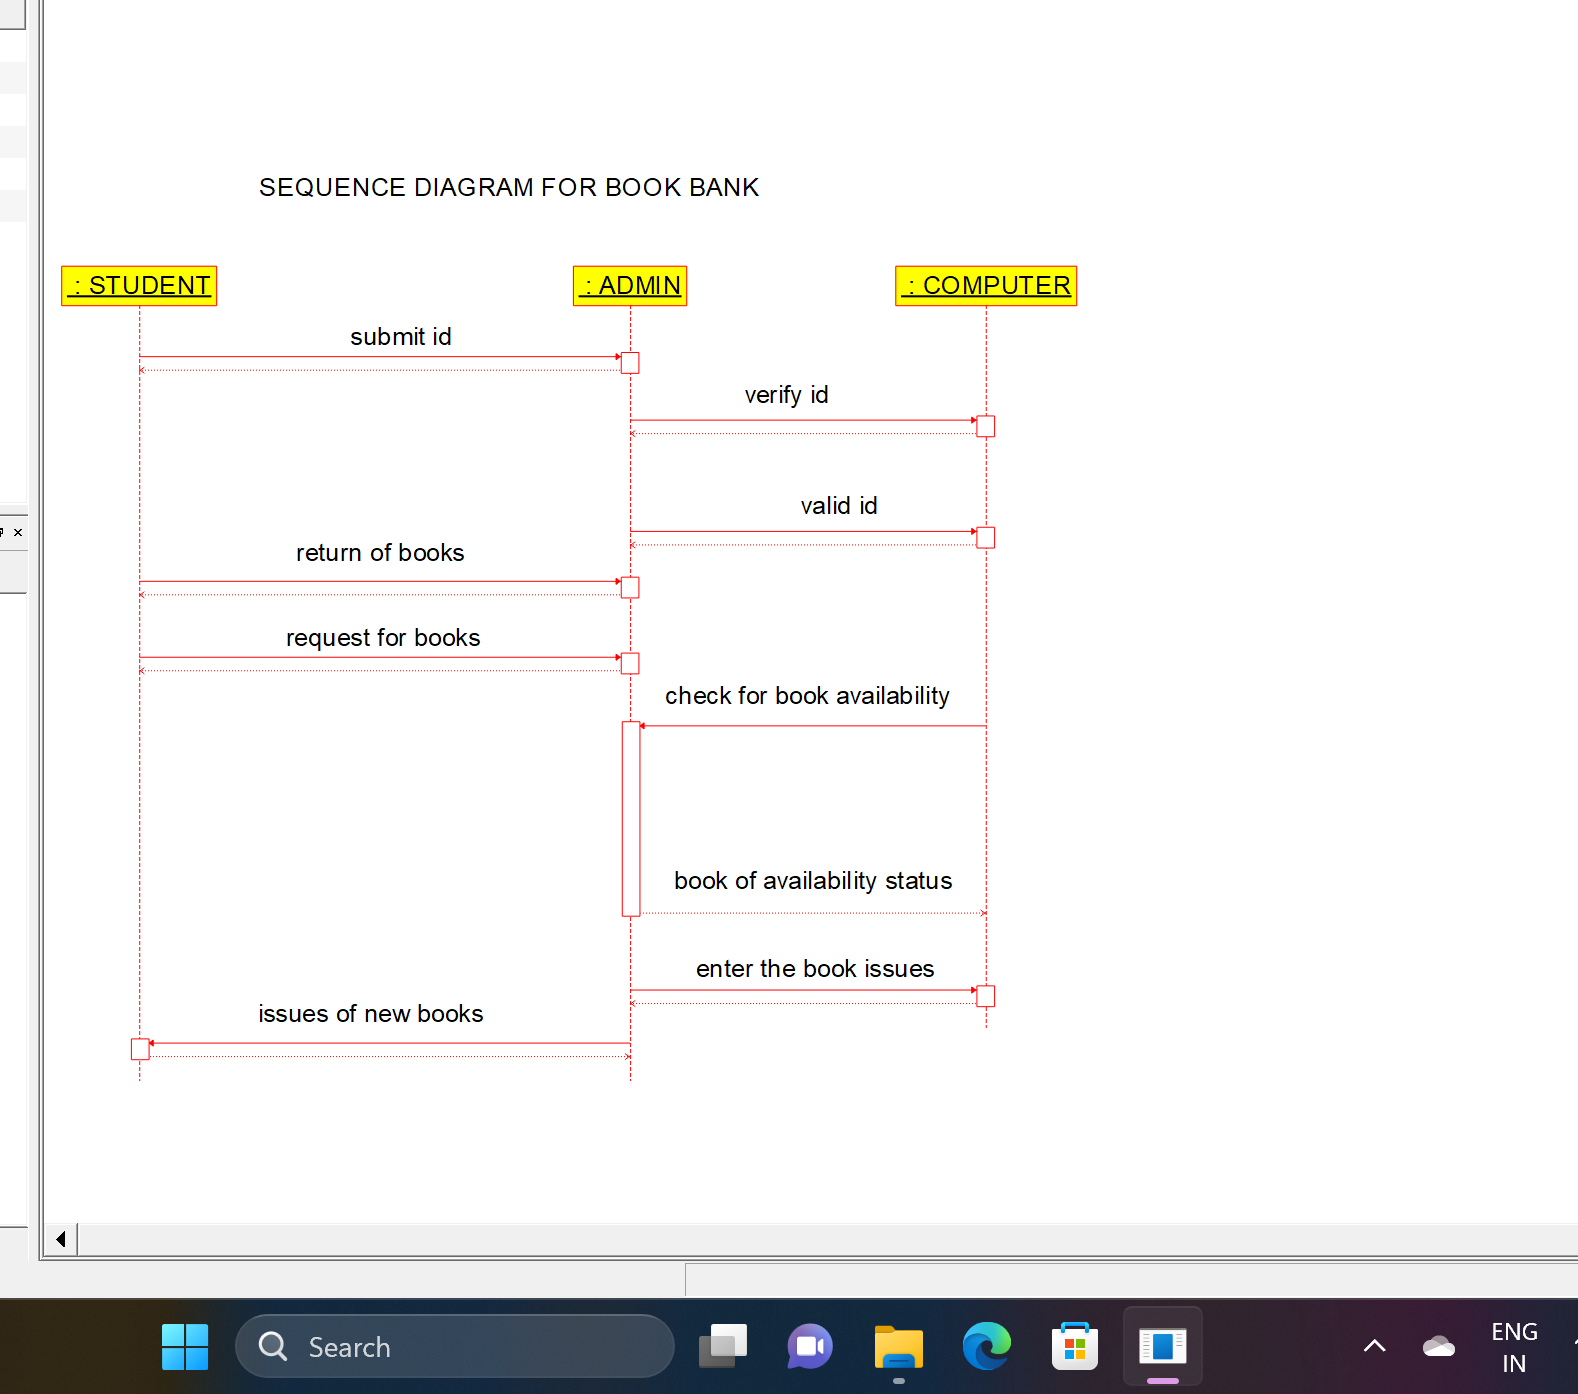 SEQUENCE DIAGRAM FOR BOOK BANK
: STUDENT
: ADMIN
: COMPUTER
submit id
verify id
valid id
return of books
request for books
check for book availability
book of availability status
enter the book issues
issues of new books
Search
ENG
IN